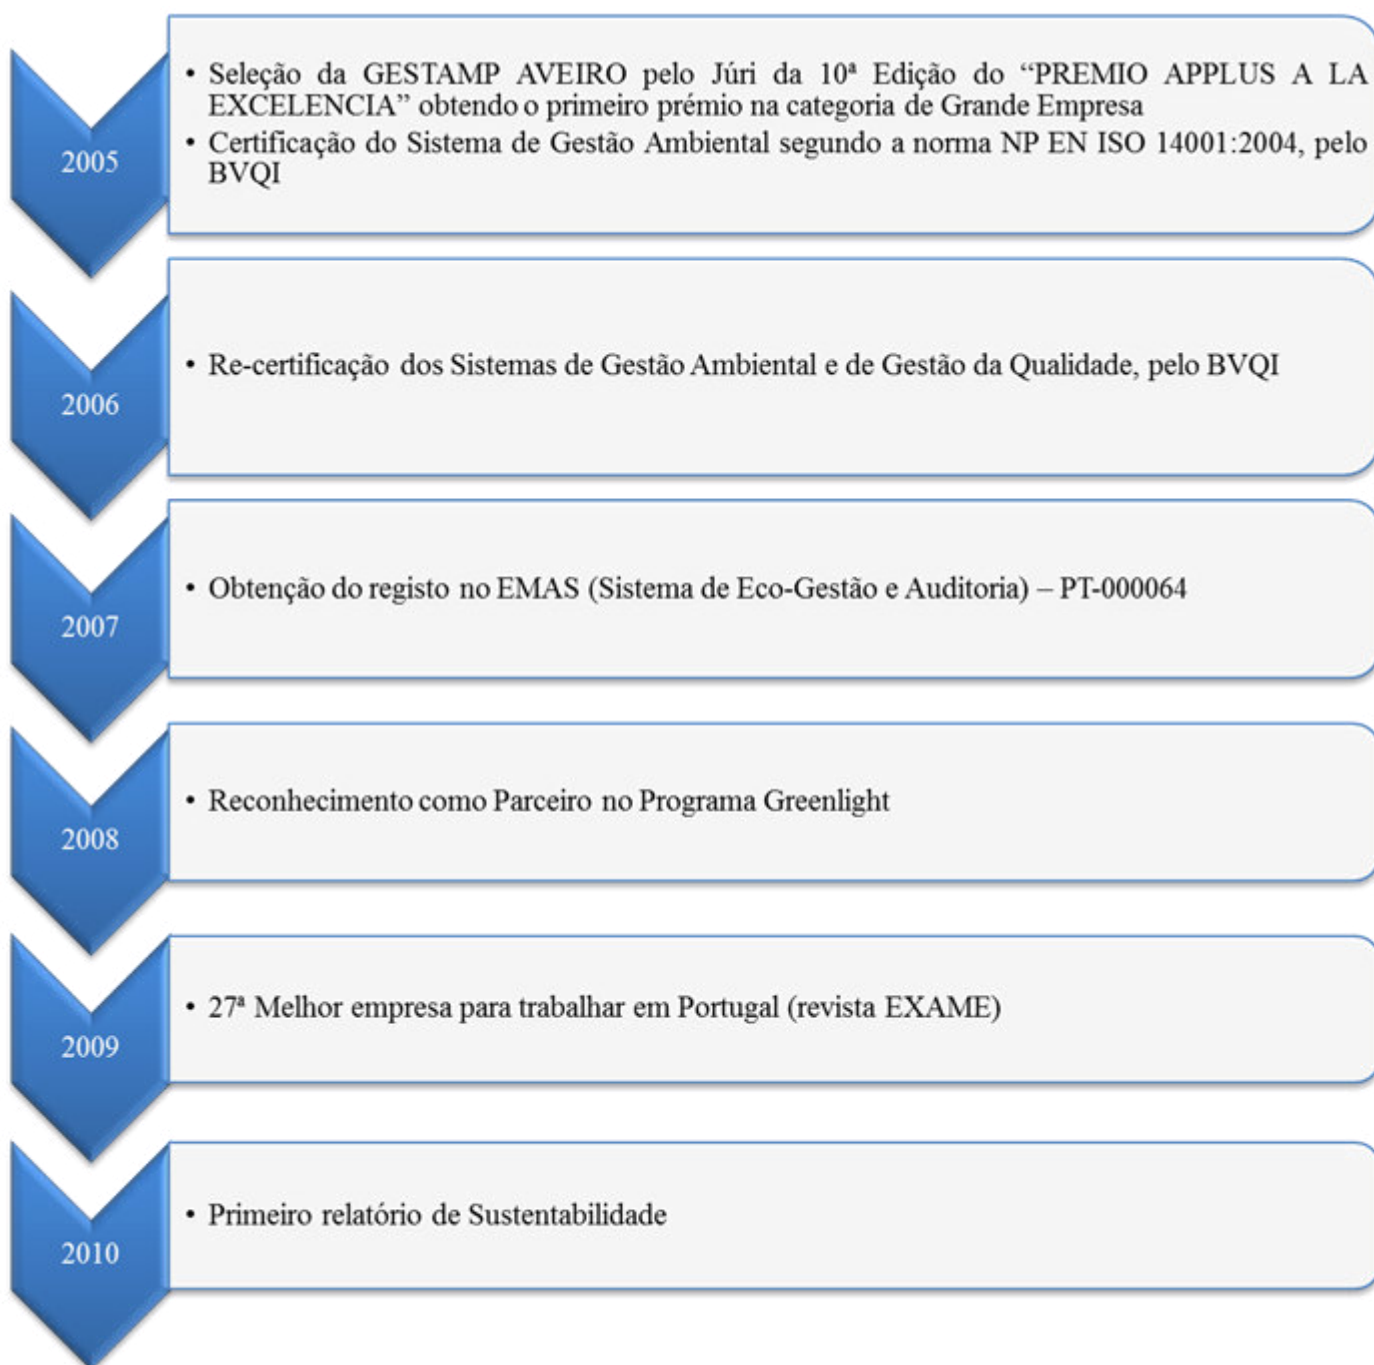 2005
• Seleção da GESTAMP AVEIRO pelo Júri da 10ª Edição do “PREMIO APPLUS A LA
EXCELENCIA” obtendo o primeiro prémio na categoria de Grande Empresa
• Certificação do Sistema de Gestão Ambiental segundo a norma NP EN ISO 14001:2004, pelo
BVQI
2006
• Re-certificação dos Sistemas de Gestão Ambiental e de Gestão da Qualidade, pelo BVQI
2007
• Obtenção do registo no EMAS (Sistema de Eco-Gestão e Auditoria) – PT-000064
2008
• Reconhecimento como Parceiro no Programa Greenlight
2009
• 27ª Melhor empresa para trabalhar em Portugal (revista EXAME)
2010
• Primeiro relatório de Sustentabilidade